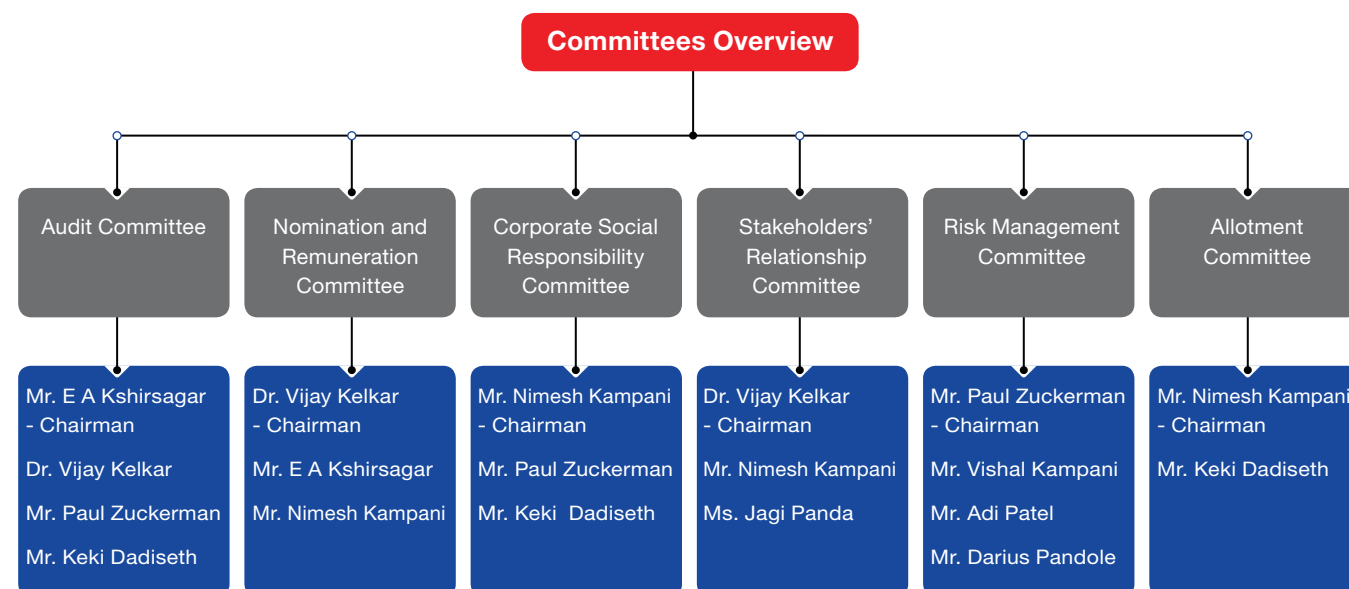 Committees Overview
Audit Committee
Nomination and
Remuneration
Committee
Corporate Social
Responsibility
Committee
Stakeholders’
Relationship
Committee
Risk Management
Committee
Allotment
Committee
Mr. E A Kshirsagar
- Chairman
Dr. Vijay Kelkar
Mr. Paul Zuckerman
Mr. Keki Dadiseth
Dr. Vijay Kelkar
- Chairman
Mr. E A Kshirsagar
Mr. Nimesh Kampani
Mr. Nimesh Kampani
- Chairman
Mr. Paul Zuckerman
Mr. Keki  Dadiseth
Dr. Vijay Kelkar
- Chairman
Mr. Nimesh Kampani
Ms. Jagi Panda
Mr. Paul Zuckerman
- Chairman
Mr. Vishal Kampani
Mr. Adi Patel
Mr. Darius Pandole
Mr. Nimesh Kampani
- Chairman
Mr. Keki Dadiseth